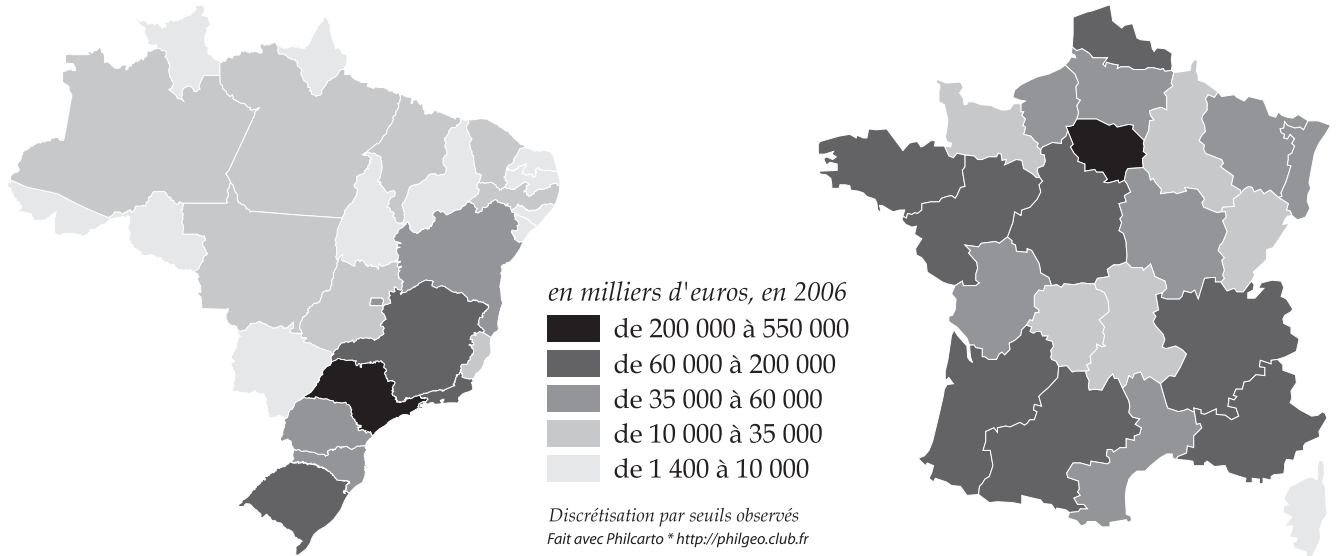 en milliers d'euros, en 2006
de 200 000 à 550 000
de 60 000 à 200 000
de 35 000 à 60 000
de 10 000 à 35 000
de 1 400 à 10 000
Discrétisation par seuils observés
Fait avec Philcarto * http://philgeo.club.fr